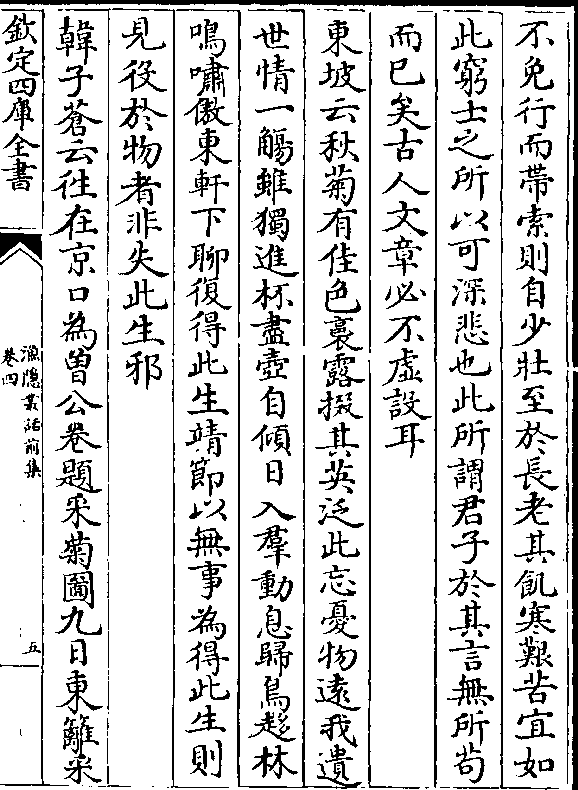 不免行而帶索則自少壯至於長老其飢寒艱苦宜如
此窮士之所以可深悲也此所謂君子於其言無所茍
而已矣古人文章必不虛設耳
東坡云秋菊有佳色裛露掇其英泛此忘憂物遠我遺
世情一觴雖獨進杯盡壺自傾日入羣動息歸鳥趍林
鳴嘯傲東軒下聊復得此生靖節以無事為得此生則
見役於物者非失此生邪
韓子蒼云徃在京口為曽公卷題采菊圖九日東籬采
欽定四庫全書
漁隱叢話前集
卷四
五